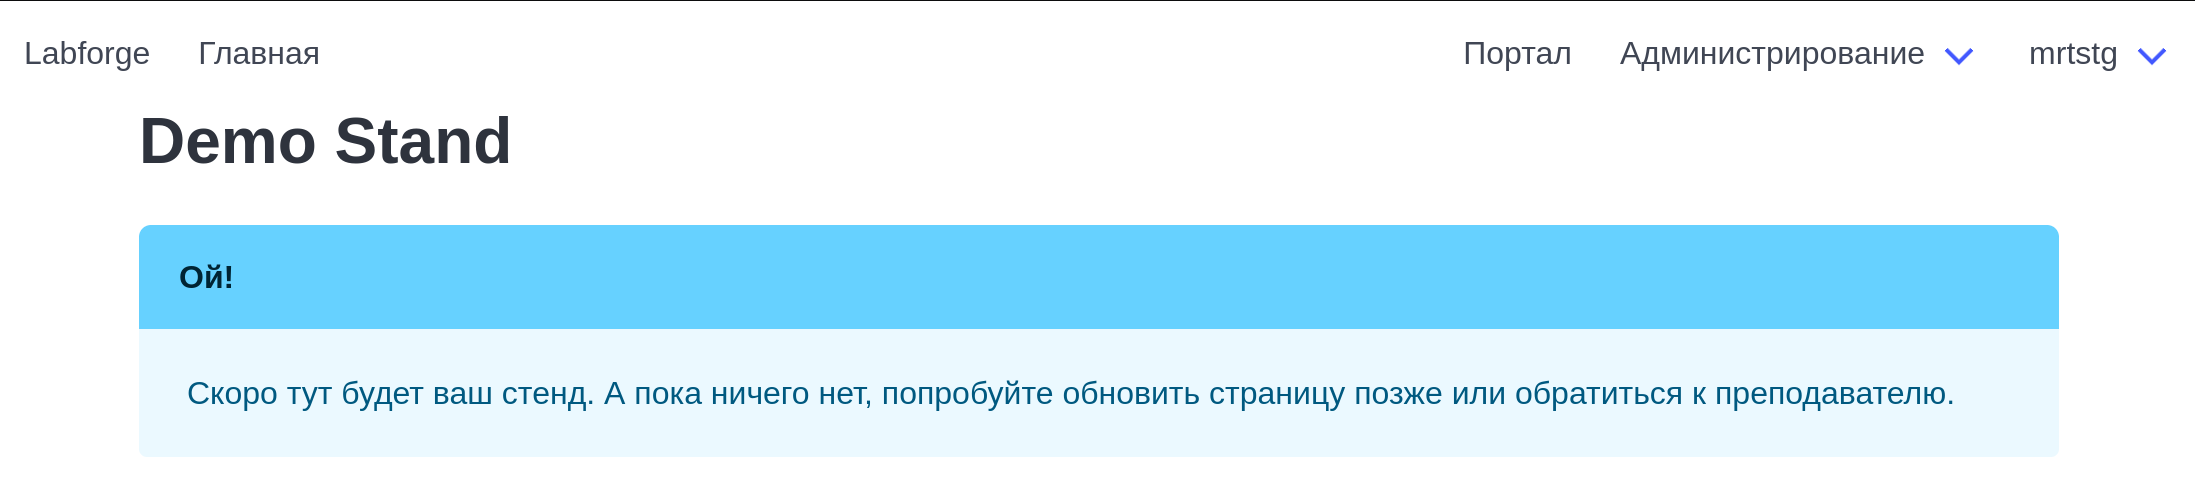 Labforge Главная Портал Администрирование mrtstg
Demo Stand
Ой!
Скоро тут будет ваш стенд. А пока ничего нет, попробуйте обновить страницу позже или обратиться к преподавателю.